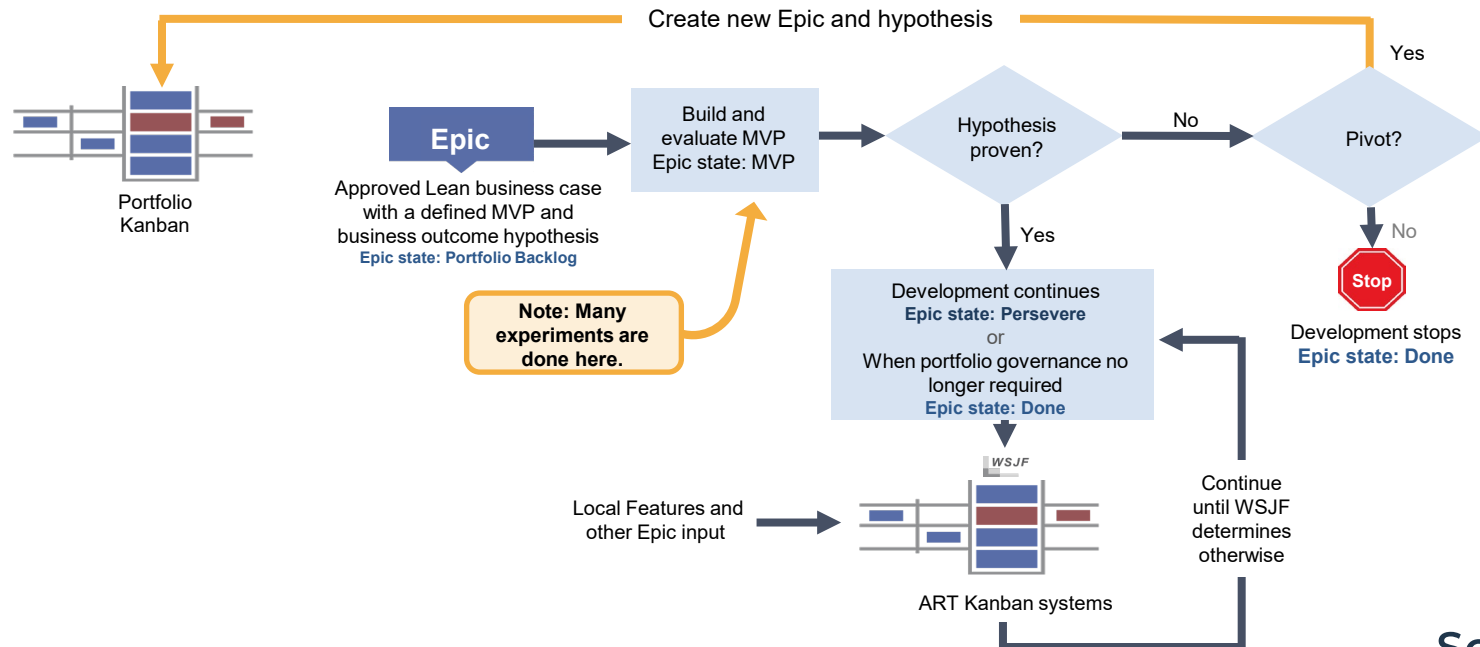 Create new Epic and hypothesis
Yes
Portfolio
Kanban
Epic
Approved Lean business case
with a defined MVP and
business outcome hypothesis
Epic state: Portfolio Backlog
Build and
evaluate MVP
Epic state: MVP
Note: Many
experiments are
done here.
Hypothesis
proven?
No
Pivot?
Yes
No
Stop
Development stops
Epic state: Done
Development continues
Epic state: Persevere
or
When portfolio governance no
longer required
Epic state: Done
WSJF
Local Features and
other Epic input
ART Kanban systems
Continue
until WSJF
determines
otherwise